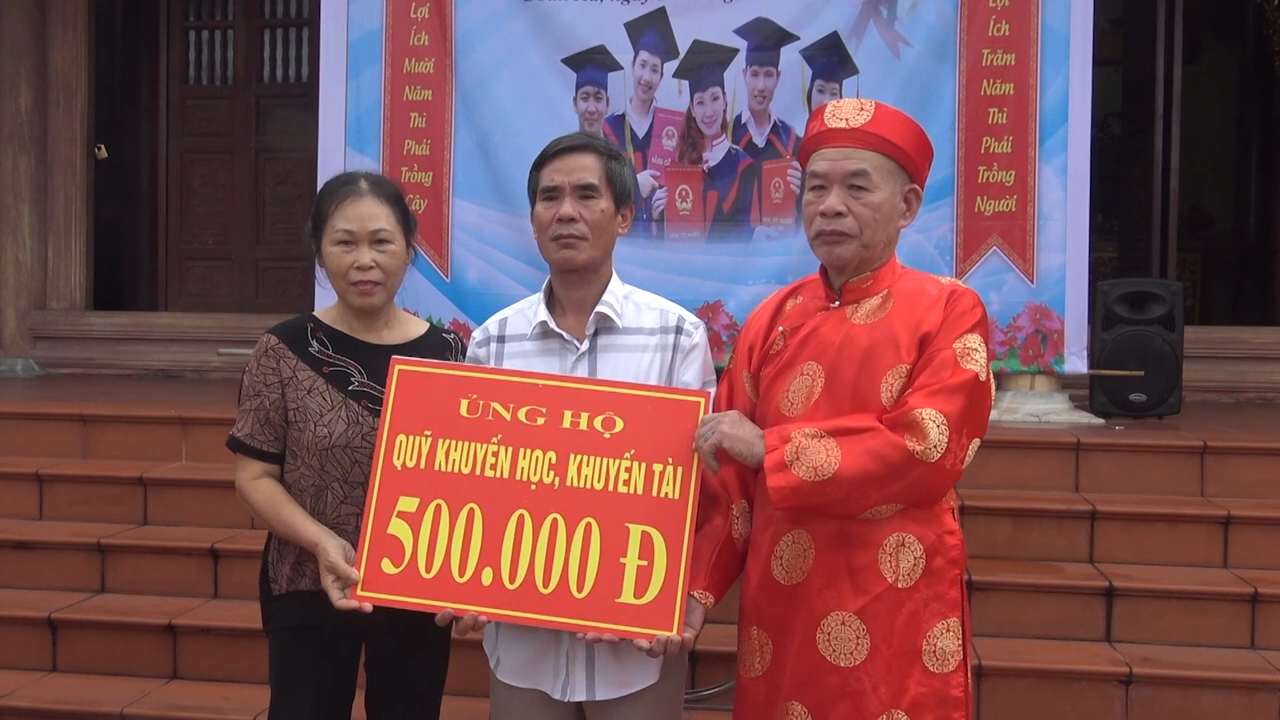 Lợi
Ích
Mười
Năm
Thì
Phải
Trồng
Cây
Lợi
Ích
Trăm
Năm
Thì
Phải
Trồng
Người
ỦNG HỘ
QUỸ KHUYẾN HỌC, KHUYẾN TÀI
500.000 Đ